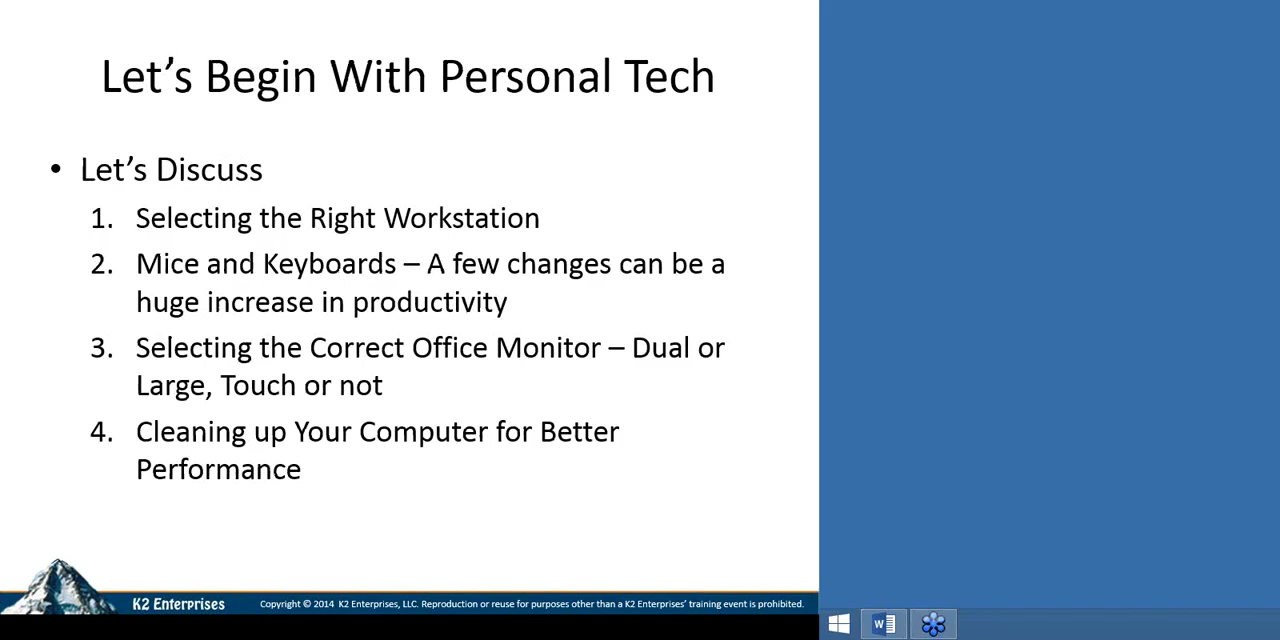 Let's Begin With Personal Tech
• Let's Discuss
1. Selecting the Right Workstation
2. Mice and Keyboards – A few changes can be a
huge increase in productivity
3. Selecting the Correct Office Monitor – Dual or
Large, Touch or not
4. Cleaning up Your Computer for Better
Performance
K2 Enterprises
Copyright © 2014 K2 Enterprises, LLC. Reproduction or reuse for purposes other than a K2 Enterprises' training event is prohibited.
W